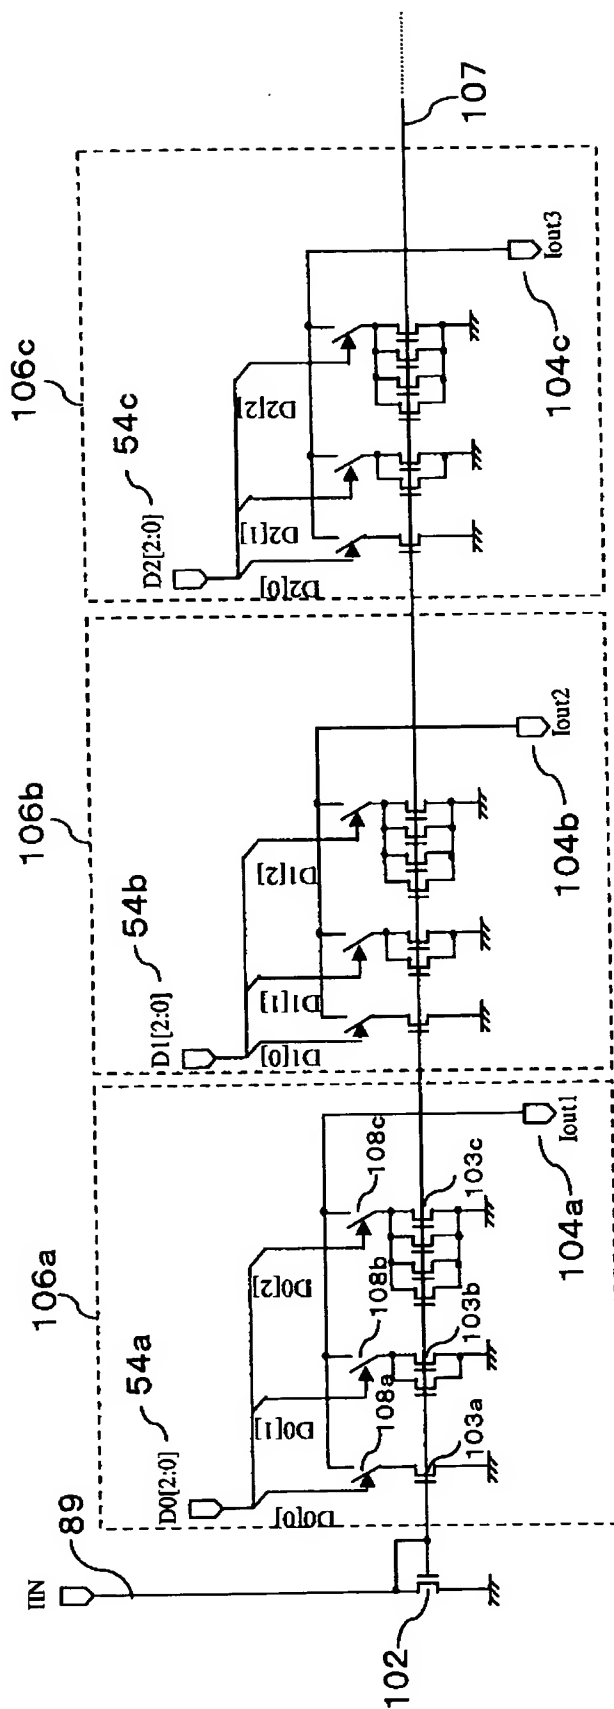 106a
106b
106c
54a
54b
54c
IIN
89
D0[2:0]
D1[2:0]
D2[2:0]
D0[0]
D0[1]
D0[2]
D1[0]
D1[1]
D1[2]
D2[0]
D2[1]
D2[2]
108a
108b
108c
103a
103b
103c
102
107
Iout1
Iout2
Iout3
104a
104b
104c